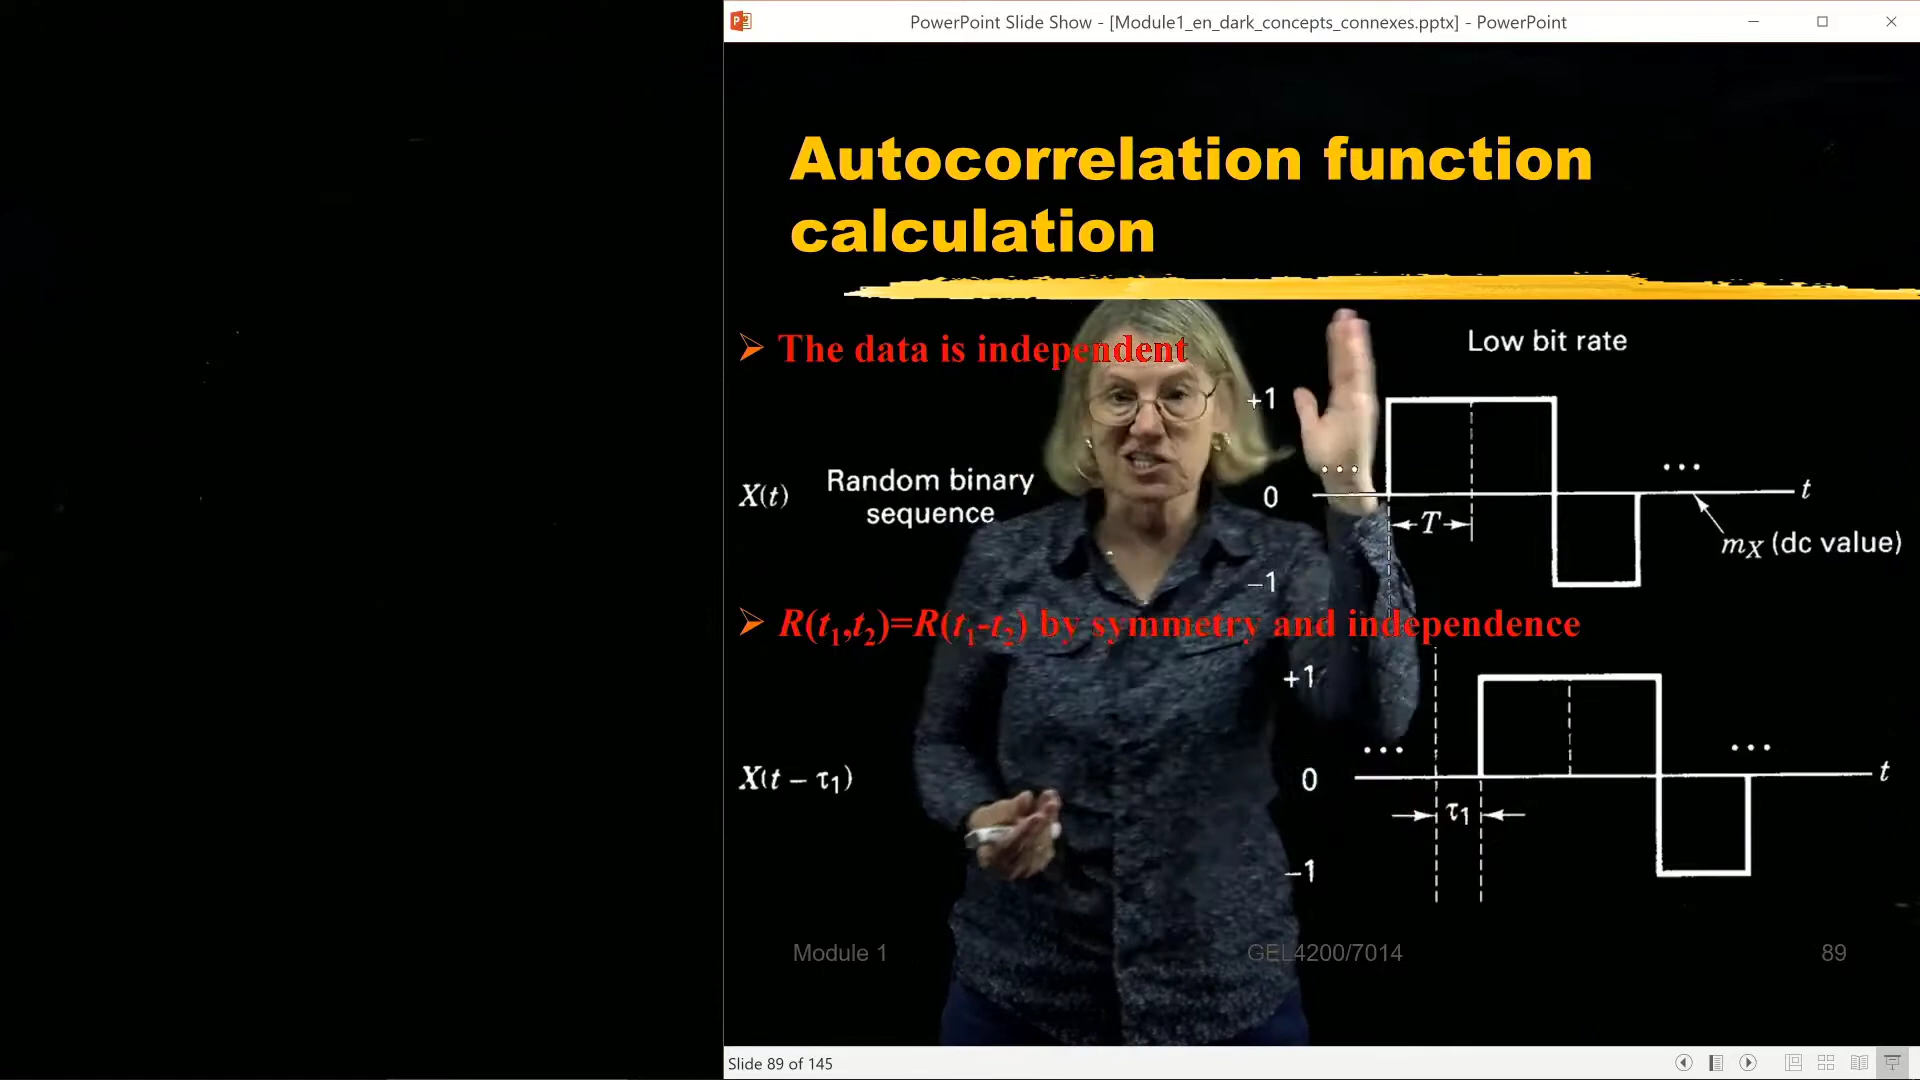 PowerPoint Slide Show - [Module1_en_dark_concepts_connexes.pptx] - PowerPoint
Autocorrelation function
calculation
➢ The data is independent
Low bit rate
+1
X(t)
Random binary
sequence
0
t
T
mX (dc value)
−1
➢ R(t1,t2)=R(t1-t2) by symmetry and independence
+1
X(t − τ1)
0
t
τ1
−1
Module 1
GEL4200/7014
89
Slide 89 of 145